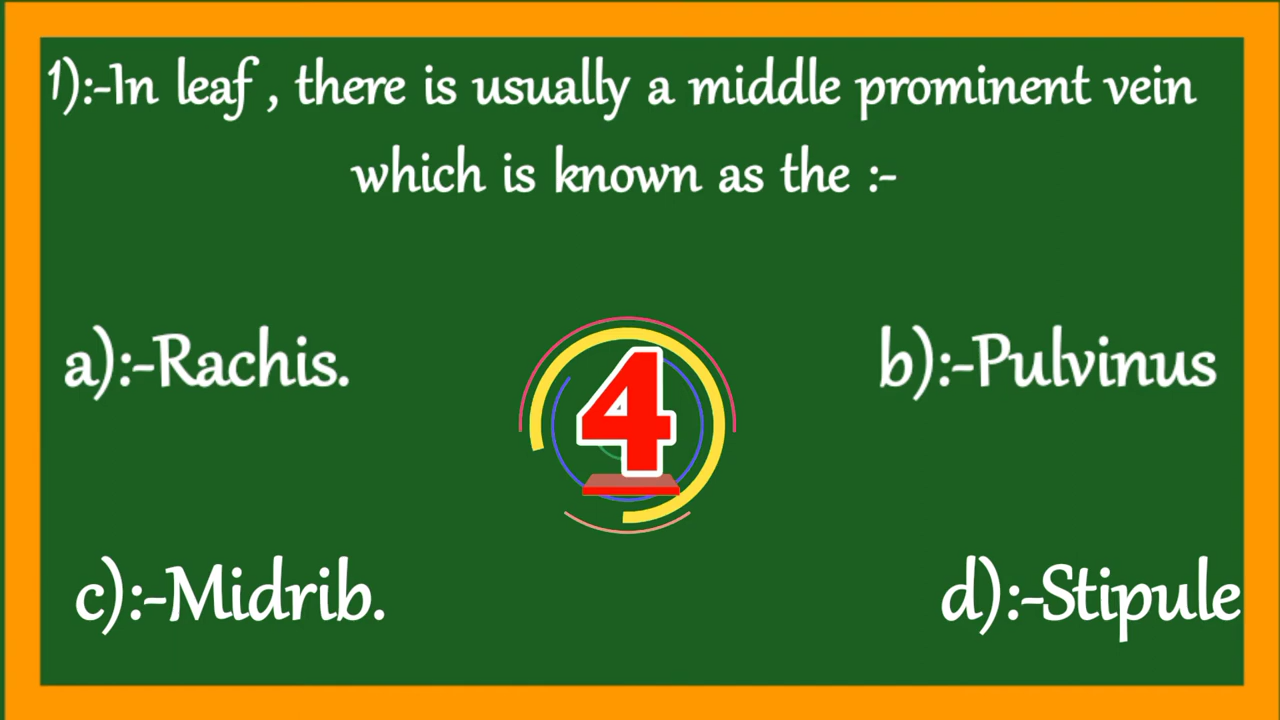 1):-In leaf , there is usually a middle prominent vein
which is known as the :-
a):-Rachis.
b):-Pulvinus
4
c):-Midrib.
d):-Stipule